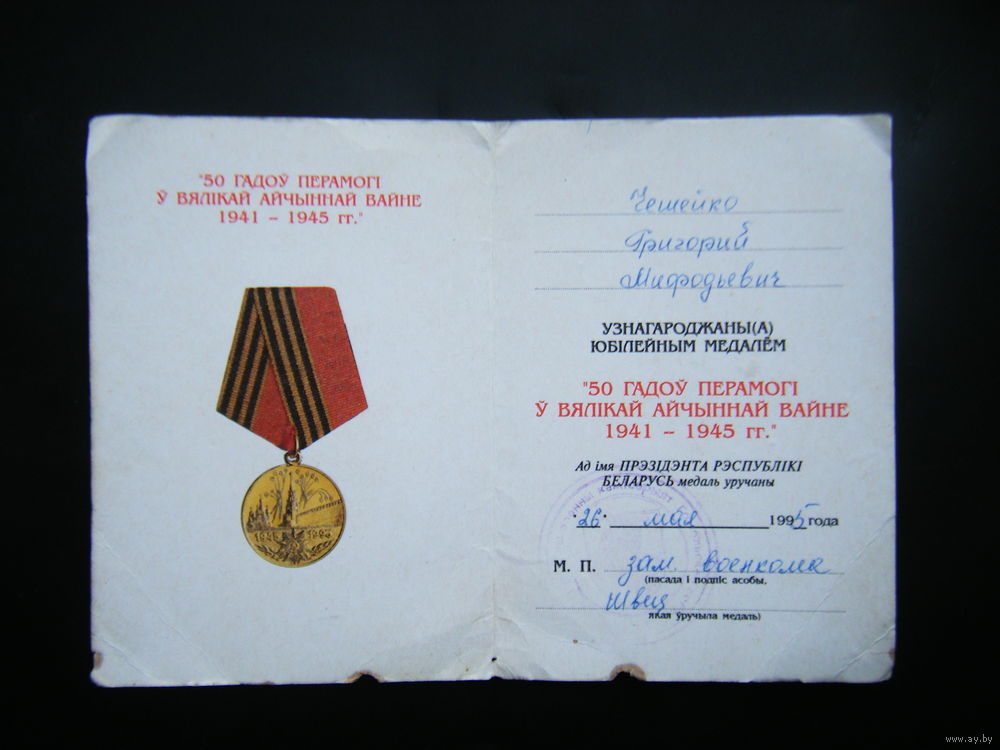 "50 ГАДОЎ ПЕРАМОГІ
Ў ВЯЛІКАЙ АЙЧЫННАЙ ВАЙНЕ
1941 – 1945 гг."
1945 1995
Чешейко
Григорий
Мифодьевич
УЗНАГАРОДЖАНЫ(А)
ЮБІЛЕЙНЫМ МЕДАЛЁМ
"50 ГАДОЎ ПЕРАМОГІ
Ў ВЯЛІКАЙ АЙЧЫННАЙ ВАЙНЕ
1941 – 1945 гг."
Ад імя ПРЭЗІДЭНТА РЭСПУБЛІКІ
БЕЛАРУСЬ медаль уручаны
"26" мая 1995 года
М. П. зам. военкома
(пасада і подпіс асобы,
Швец
якая ўручыла медаль)
www.ay.by